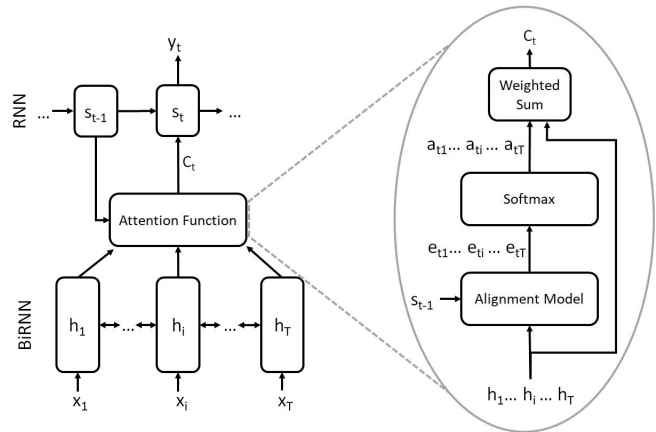 y_t
RNN
... s_{t-1} s_t ...
C_t
Attention Function
BiRNN
h_1 ... h_i ... h_T
x_1 x_i x_T
C_t
Weighted
Sum
a_{t1}... a_{ti} ... a_{tT}
Softmax
e_{t1}... e_{ti} ... e_{tT}
s_{t-1}
Alignment Model
h_1... h_i ... h_T